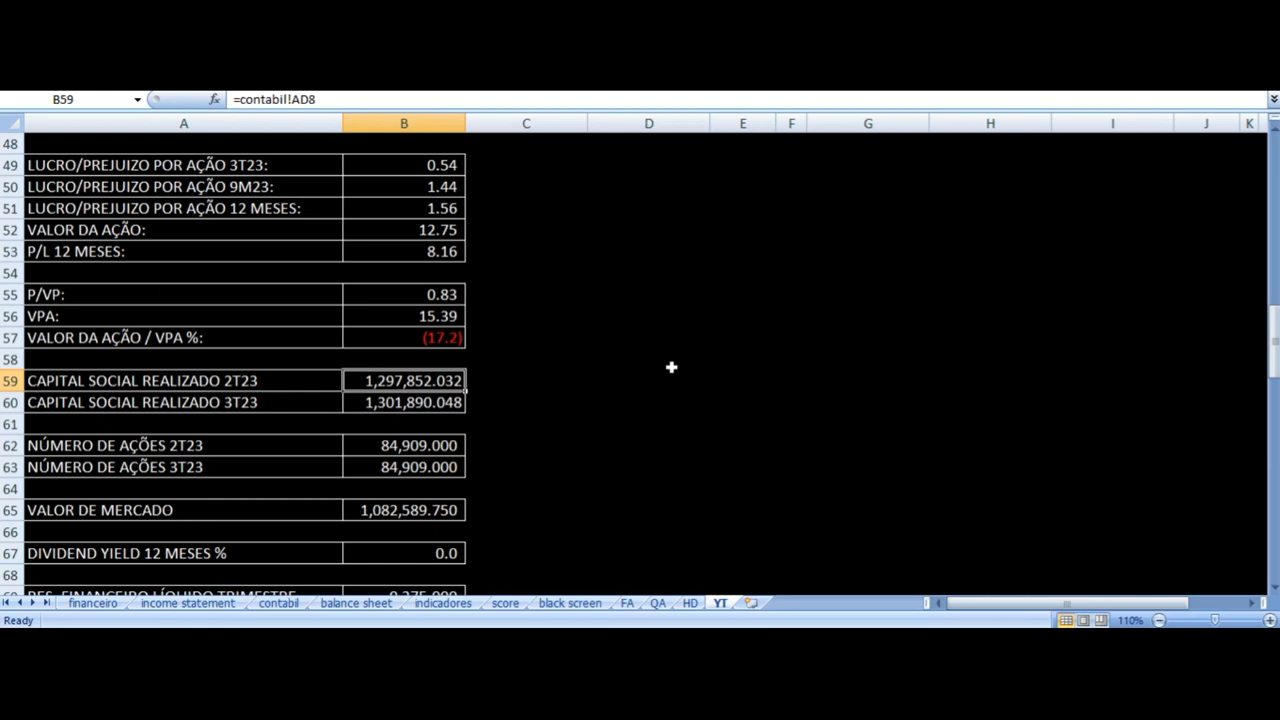 B59 fx =contabil!AD8
A B C D E F G H I J K
48
49 LUCRO/PREJUIZO POR AÇÃO 3T23: 0.54
50 LUCRO/PREJUIZO POR AÇÃO 9M23: 1.44
51 LUCRO/PREJUIZO POR AÇÃO 12 MESES: 1.56
52 VALOR DA AÇÃO: 12.75
53 P/L 12 MESES: 8.16
54
55 P/VP: 0.83
56 VPA: 15.39
57 VALOR DA AÇÃO / VPA %: (17.2)
58
59 CAPITAL SOCIAL REALIZADO 2T23 1,297,852.032
60 CAPITAL SOCIAL REALIZADO 3T23 1,301,890.048
61
62 NÚMERO DE AÇÕES 2T23 84,909.000
63 NÚMERO DE AÇÕES 3T23 84,909.000
64
65 VALOR DE MERCADO 1,082,589.750
66
67 DIVIDEND YIELD 12 MESES % 0.0
68
RES. FINANCEIRO LÍQUIDO TRIMESTRE
financeiro income statement contabil balance sheet indicadores score black screen FA QA HD YT
Ready 110%